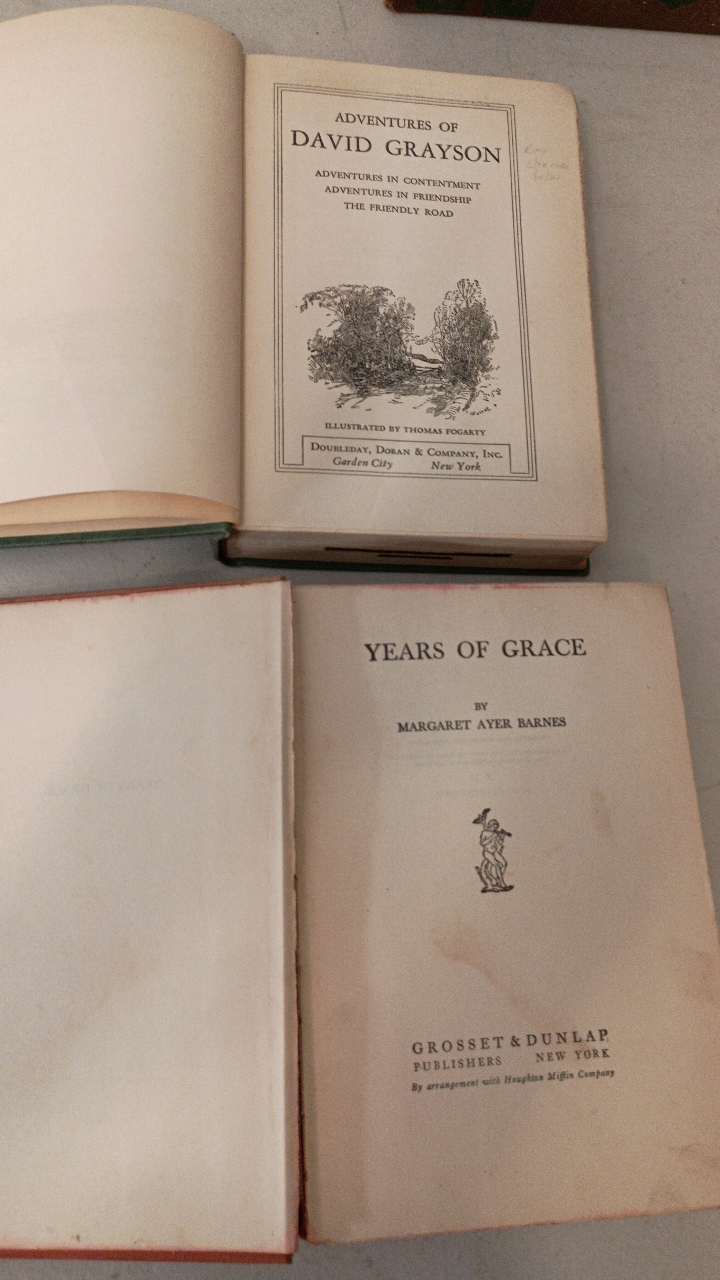 ADVENTURES OF
DAVID GRAYSON
ADVENTURES IN CONTENTMENT
ADVENTURES IN FRIENDSHIP
THE FRIENDLY ROAD
ILLUSTRATED BY THOMAS FOGARTY
DOUBLEDAY, DORAN & COMPANY, INC.
Garden City New York
YEARS OF GRACE
BY
MARGARET AYER BARNES
GROSSET & DUNLAP
PUBLISHERS NEW YORK
By arrangement with Houghton Mifflin Company